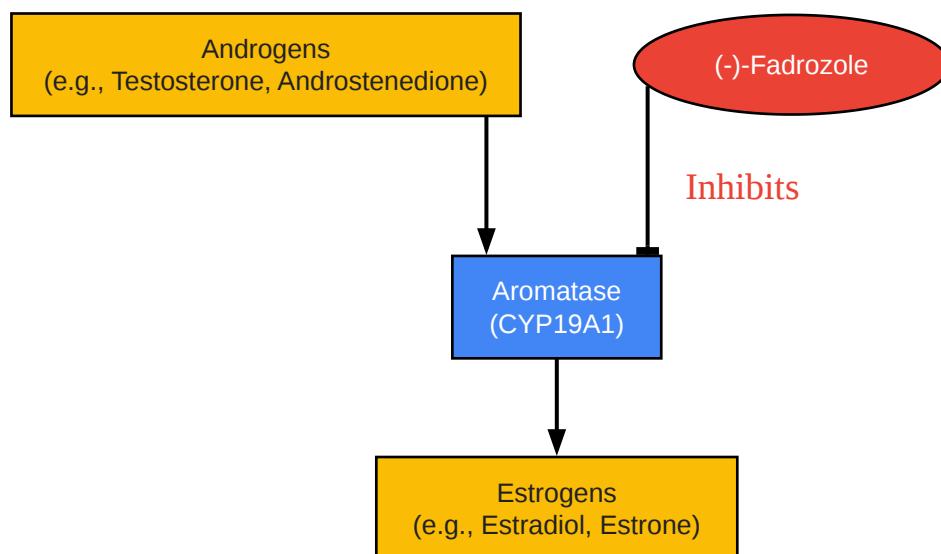 Androgens
(e.g., Testosterone, Androstenedione)
(-)-Fadrozole
Inhibits
Aromatase
(CYP19A1)
Estrogens
(e.g., Estradiol, Estrone)